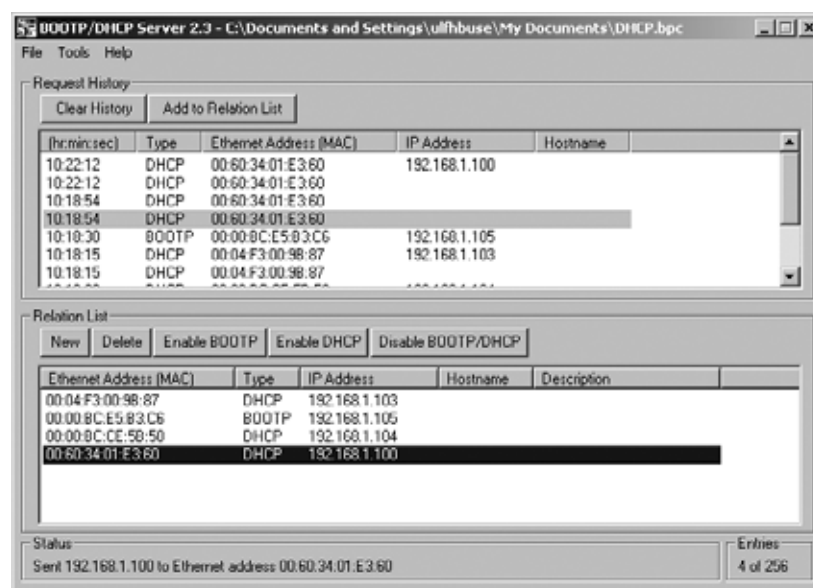 BOOTP/DHCP Server 2.3 - C:\Documents and Settings\ulfhbuse\My Documents\DHCP.bpc
File Tools Help
Request History
Clear History Add to Relation List
(hr:min:sec) Type Ethernet Address (MAC) IP Address Hostname
10:22:12 DHCP 00:60:34:01:E3:60 192.168.1.100
10:22:12 DHCP 00:60:34:01:E3:60
10:18:54 DHCP 00:60:34:01:E3:60
10:18:54 DHCP 00:60:34:01:E3:60
10:18:30 BOOTP 00:00:BC:E5:B3:C6 192.168.1.105
10:18:15 DHCP 00:04:F3:00:9B:87 192.168.1.103
10:18:15 DHCP 00:04:F3:00:9B:87
Relation List
New Delete Enable BOOTP Enable DHCP Disable BOOTP/DHCP
Ethernet Address (MAC) Type IP Address Hostname Description
00:04:F3:00:9B:87 DHCP 192.168.1.103
00:00:BC:E5:B3:C6 BOOTP 192.168.1.105
00:00:BC:CE:5B:50 DHCP 192.168.1.104
00:60:34:01:E3:60 DHCP 192.168.1.100
Status
Sent 192.168.1.100 to Ethernet address 00:60:34:01:E3:60
Entries
4 of 256